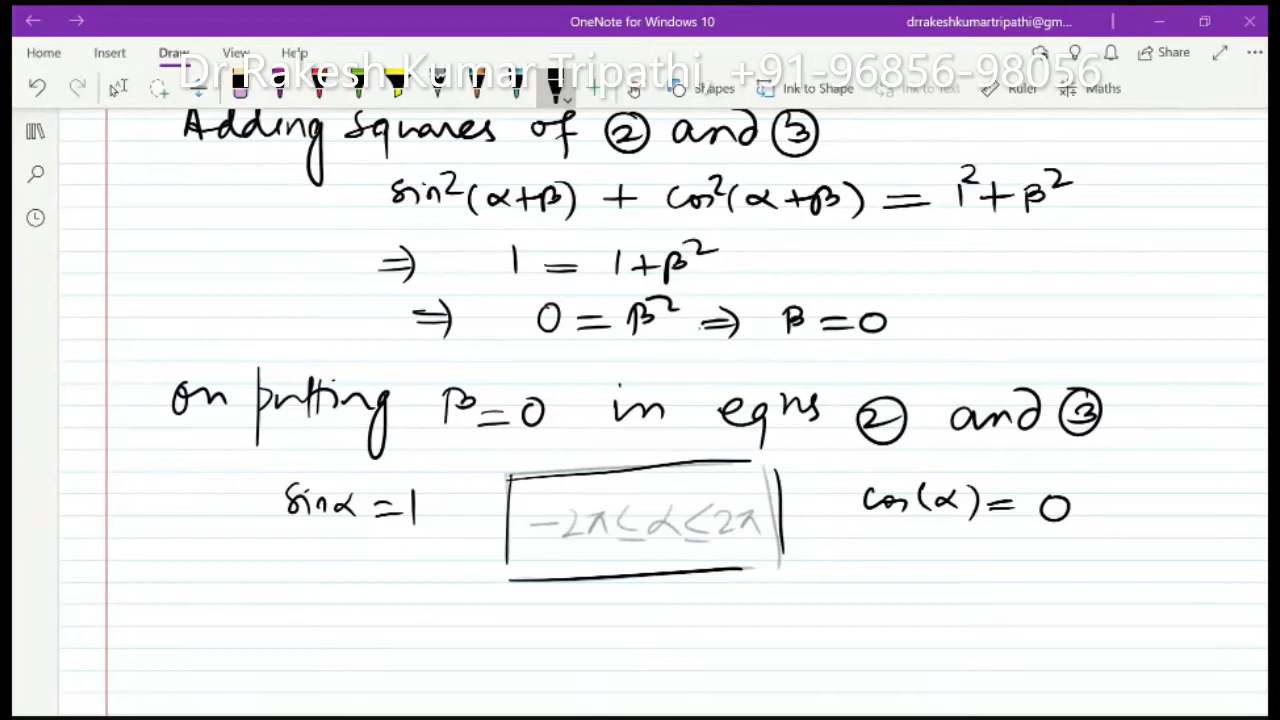 OneNote for Windows 10 drrakeshkumartripathi@gm...
Home Insert Draw View Help Share
Dr Rakesh Kumar Tripathi +91-96856-98056
Shapes Ink to Shape Ink to Text Ruler Maths
Adding squares of ② and ③
sin²(α+β) + cos²(α+β) = 1²+β²
⇒ 1 = 1+β²
⇒ 0 = β² ⇒ β = 0
on putting β=0 in eqns ② and ③
sinα = 1 -2π ≤ α ≤ 2π cos(α) = 0